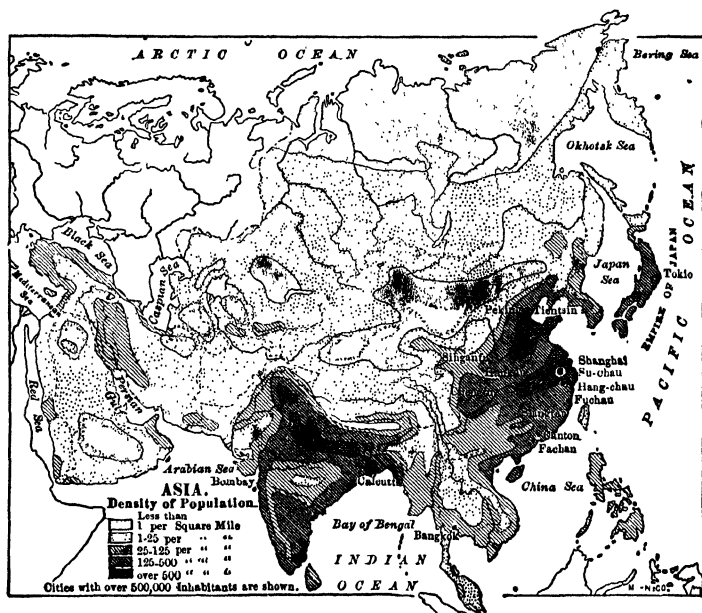 ARCTIC OCEAN
Bering Sea
Okhotsk Sea
PACIFIC OCEAN
Black Sea
Mediterranean Sea
Caspian Sea
Japan Sea
EMPIRE OF JAPAN
Tokio
Peking
Tientsin
Singanfu
Shanghai
Su-chau
Hang-chau
Fuchau
Red Sea
Persian Gulf
Canton
Fachan
Arabian Sea
Bombay
Calcutta
China Sea
Bay of Bengal
Bangkok
INDIAN OCEAN
ASIA.
Density of Population
Less than
1 per Square Mile
1-25 per " "
25-125 per " "
125-500 " " "
over 500 " " "
Cities with over 500,000 Inhabitants are shown.